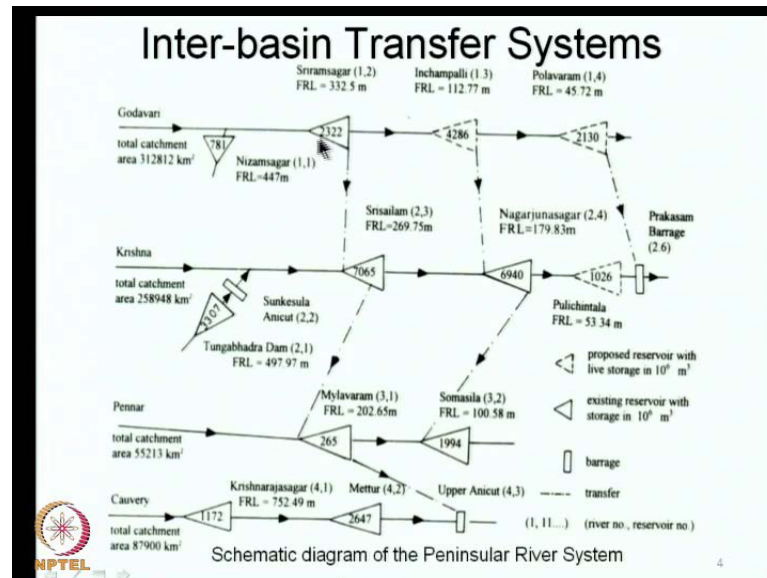 Inter-basin Transfer Systems
Sriramsagar (1,2)
FRL = 332.5 m
Inchampalli (1.3)
FRL = 112.77 m
Polavaram (1,4)
FRL = 45.72 m
Godavari
total catchment
area 312812 km²
781
2322
4286
2130
Nizamsagar (1,1)
FRL=447m
Srisailam (2,3)
FRL=269.75m
Nagarjunasagar (2,4)
FRL=179.83m
Prakasam
Barrage
(2.6)
Krishna
total catchment
area 258948 km²
7065
6940
1026
3307
Sunkesula
Anicut (2,2)
Pulichintala
FRL = 53.34 m
Tungabhadra Dam (2,1)
FRL = 497.97 m
proposed reservoir with
live storage in 10⁶ m³
Mylavaram (3,1)
FRL = 202.65m
Somasila (3,2)
FRL = 100.58 m
existing reservoir with
storage in 10⁶ m³
Pennar
total catchment
area 55213 km²
265
1994
barrage
Krishnarajasagar (4,1)
FRL = 752.49 m
Mettur (4,2)
Upper Anicut (4,3)
transfer
Cauvery
total catchment
area 87900 km²
1172
2647
(1, 11....) (river no., reservoir no.)
Schematic diagram of the Peninsular River System
NPTEL
4